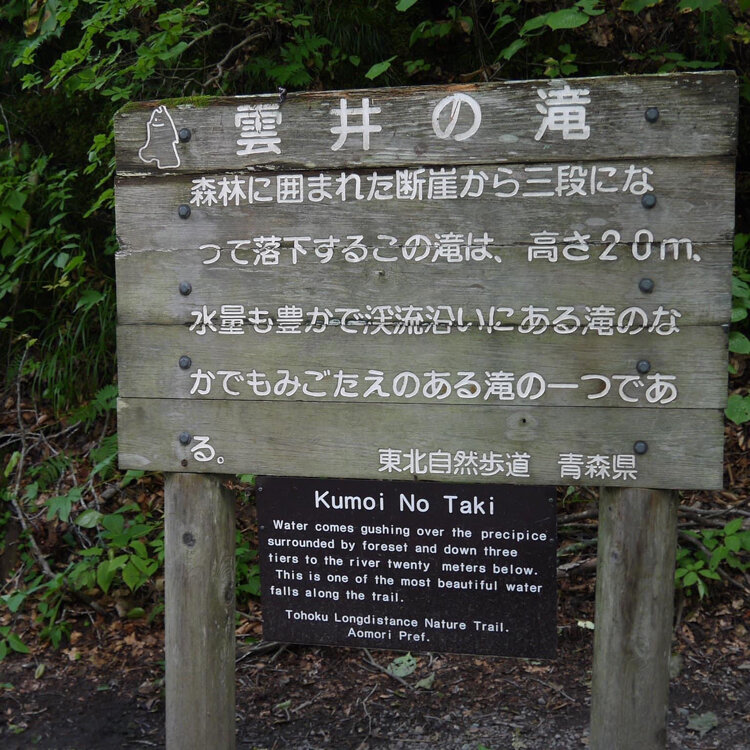 雲井の滝
森林に囲まれた断崖から三段にな
って落下するこの滝は、高さ20m.
水量も豊かで渓流沿いにある滝のな
かでもみごたえのある滝の一つであ
る。
東北自然歩道 青森県
Kumoi No Taki
Water comes gushing over the precipice
surrounded by foreset and down three
tiers to the river twenty meters below.
This is one of the most beautiful water
falls along the trail.
Tohoku Longdistance Nature Trail.
Aomori Pref.